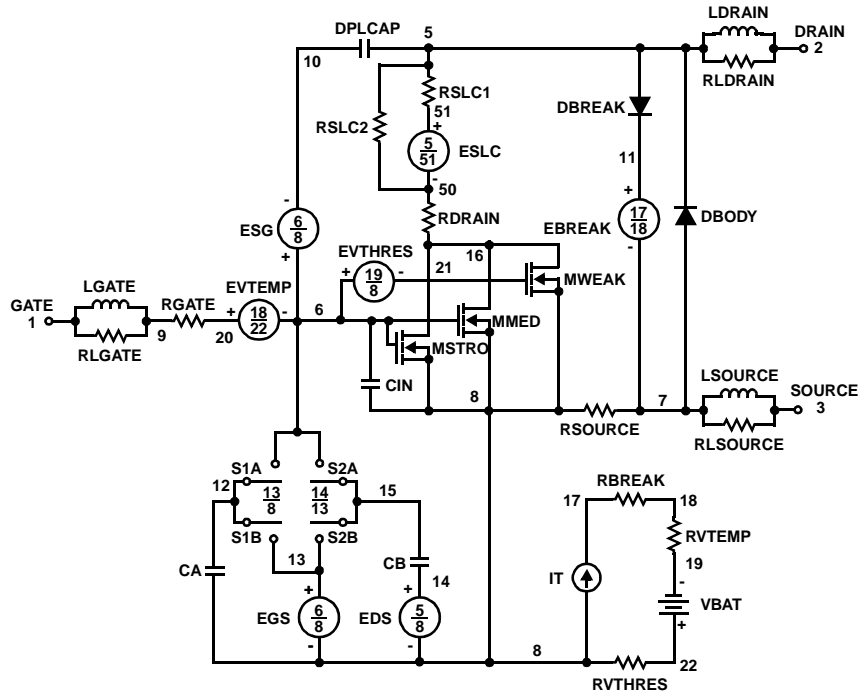 LDRAIN
DPLCAP 5 DRAIN
10 2
RSLC1 RLDRAIN
51 DBREAK
RSLC2 +
5
51
ESLC 11
-
50
- +
RDRAIN
6
8
ESG
17
18
EBREAK
DBODY
+ EVTHRES 16 -
+
19
8
- 21 MWEAK
LGATE EVTEMP
GATE RGATE +
18
22
- 6 MMED
1 9 20
RLGATE MSTRO
CIN LSOURCE
8 7 SOURCE
3
RSOURCE RLSOURCE
S1A S2A
12
13
8
14
13
15
RBREAK
17 18
S1B S2B
RVTEMP
13 CB 19
CA 14 IT -
+ +
VBAT
EGS
6
8
EDS
5
8
+
- - 8 22
RVTHRES